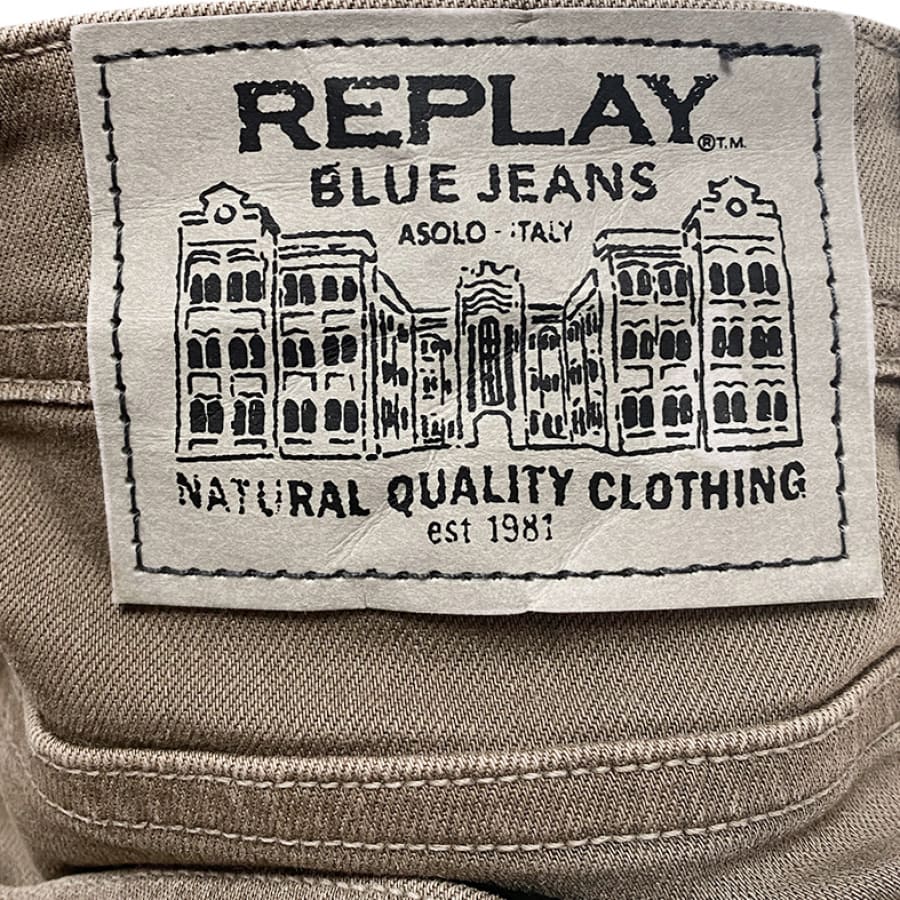 REPLAY ® T.M.
BLUE JEANS
ASOLO - ITALY
NATURAL QUALITY CLOTHING
est 1981